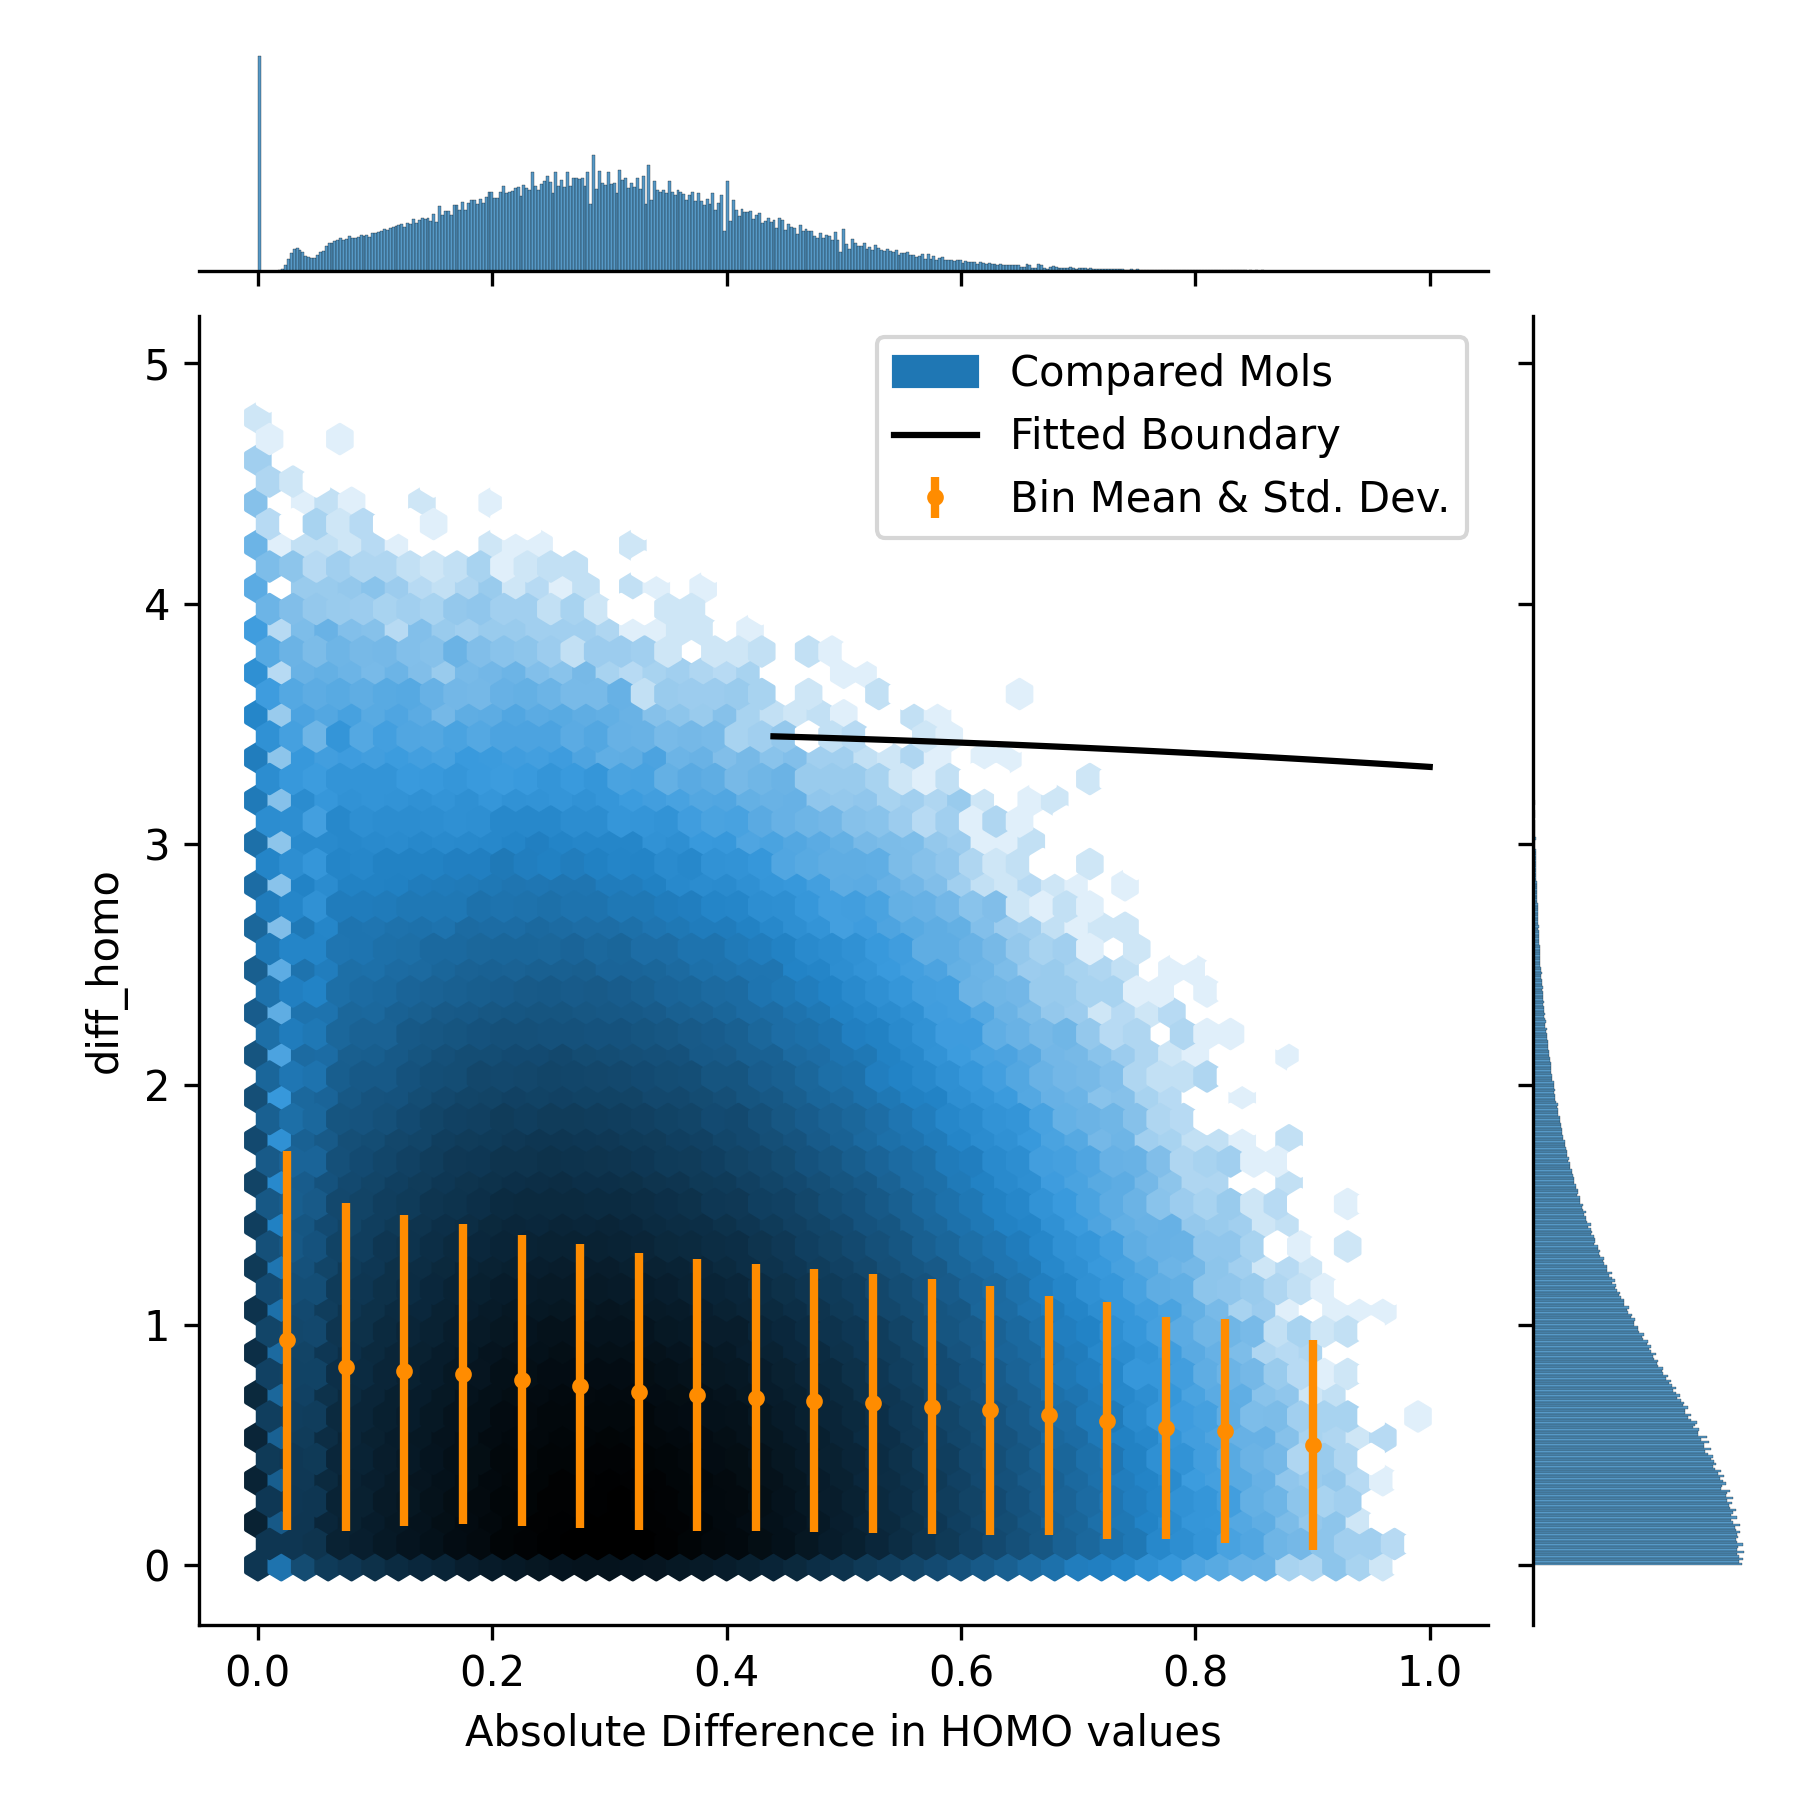 Compared Mols
Fitted Boundary
Bin Mean & Std. Dev.
5
4
3
2
1
0
diff_homo
0.0 0.2 0.4 0.6 0.8 1.0
Absolute Difference in HOMO values